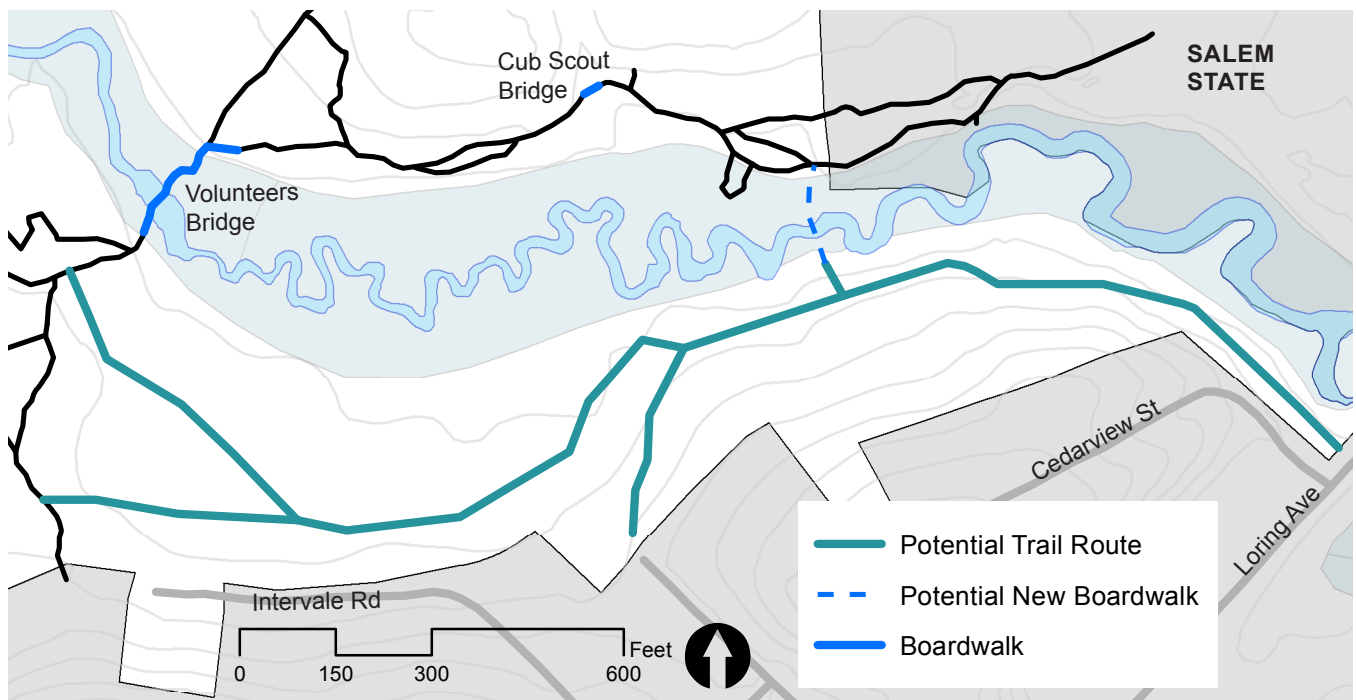 SALEM
STATE
Cub Scout
Bridge
Volunteers
Bridge
Cedarview St
Loring Ave
Intervale Rd
Potential Trail Route
Potential New Boardwalk
Boardwalk
Feet
0 150 300 600